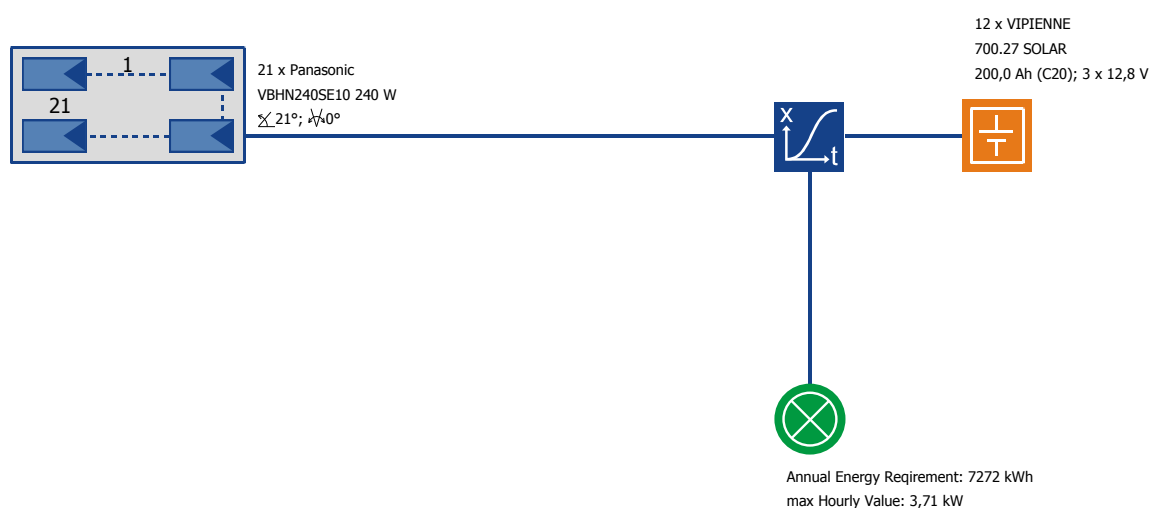 12 x VIPIENNE
700.27 SOLAR
200,0 Ah (C20); 3 x 12,8 V
1
21
21 x Panasonic
VBHN240SE10 240 W
21°; 0°
x
t
Annual Energy Reqirement: 7272 kWh
max Hourly Value: 3,71 kW